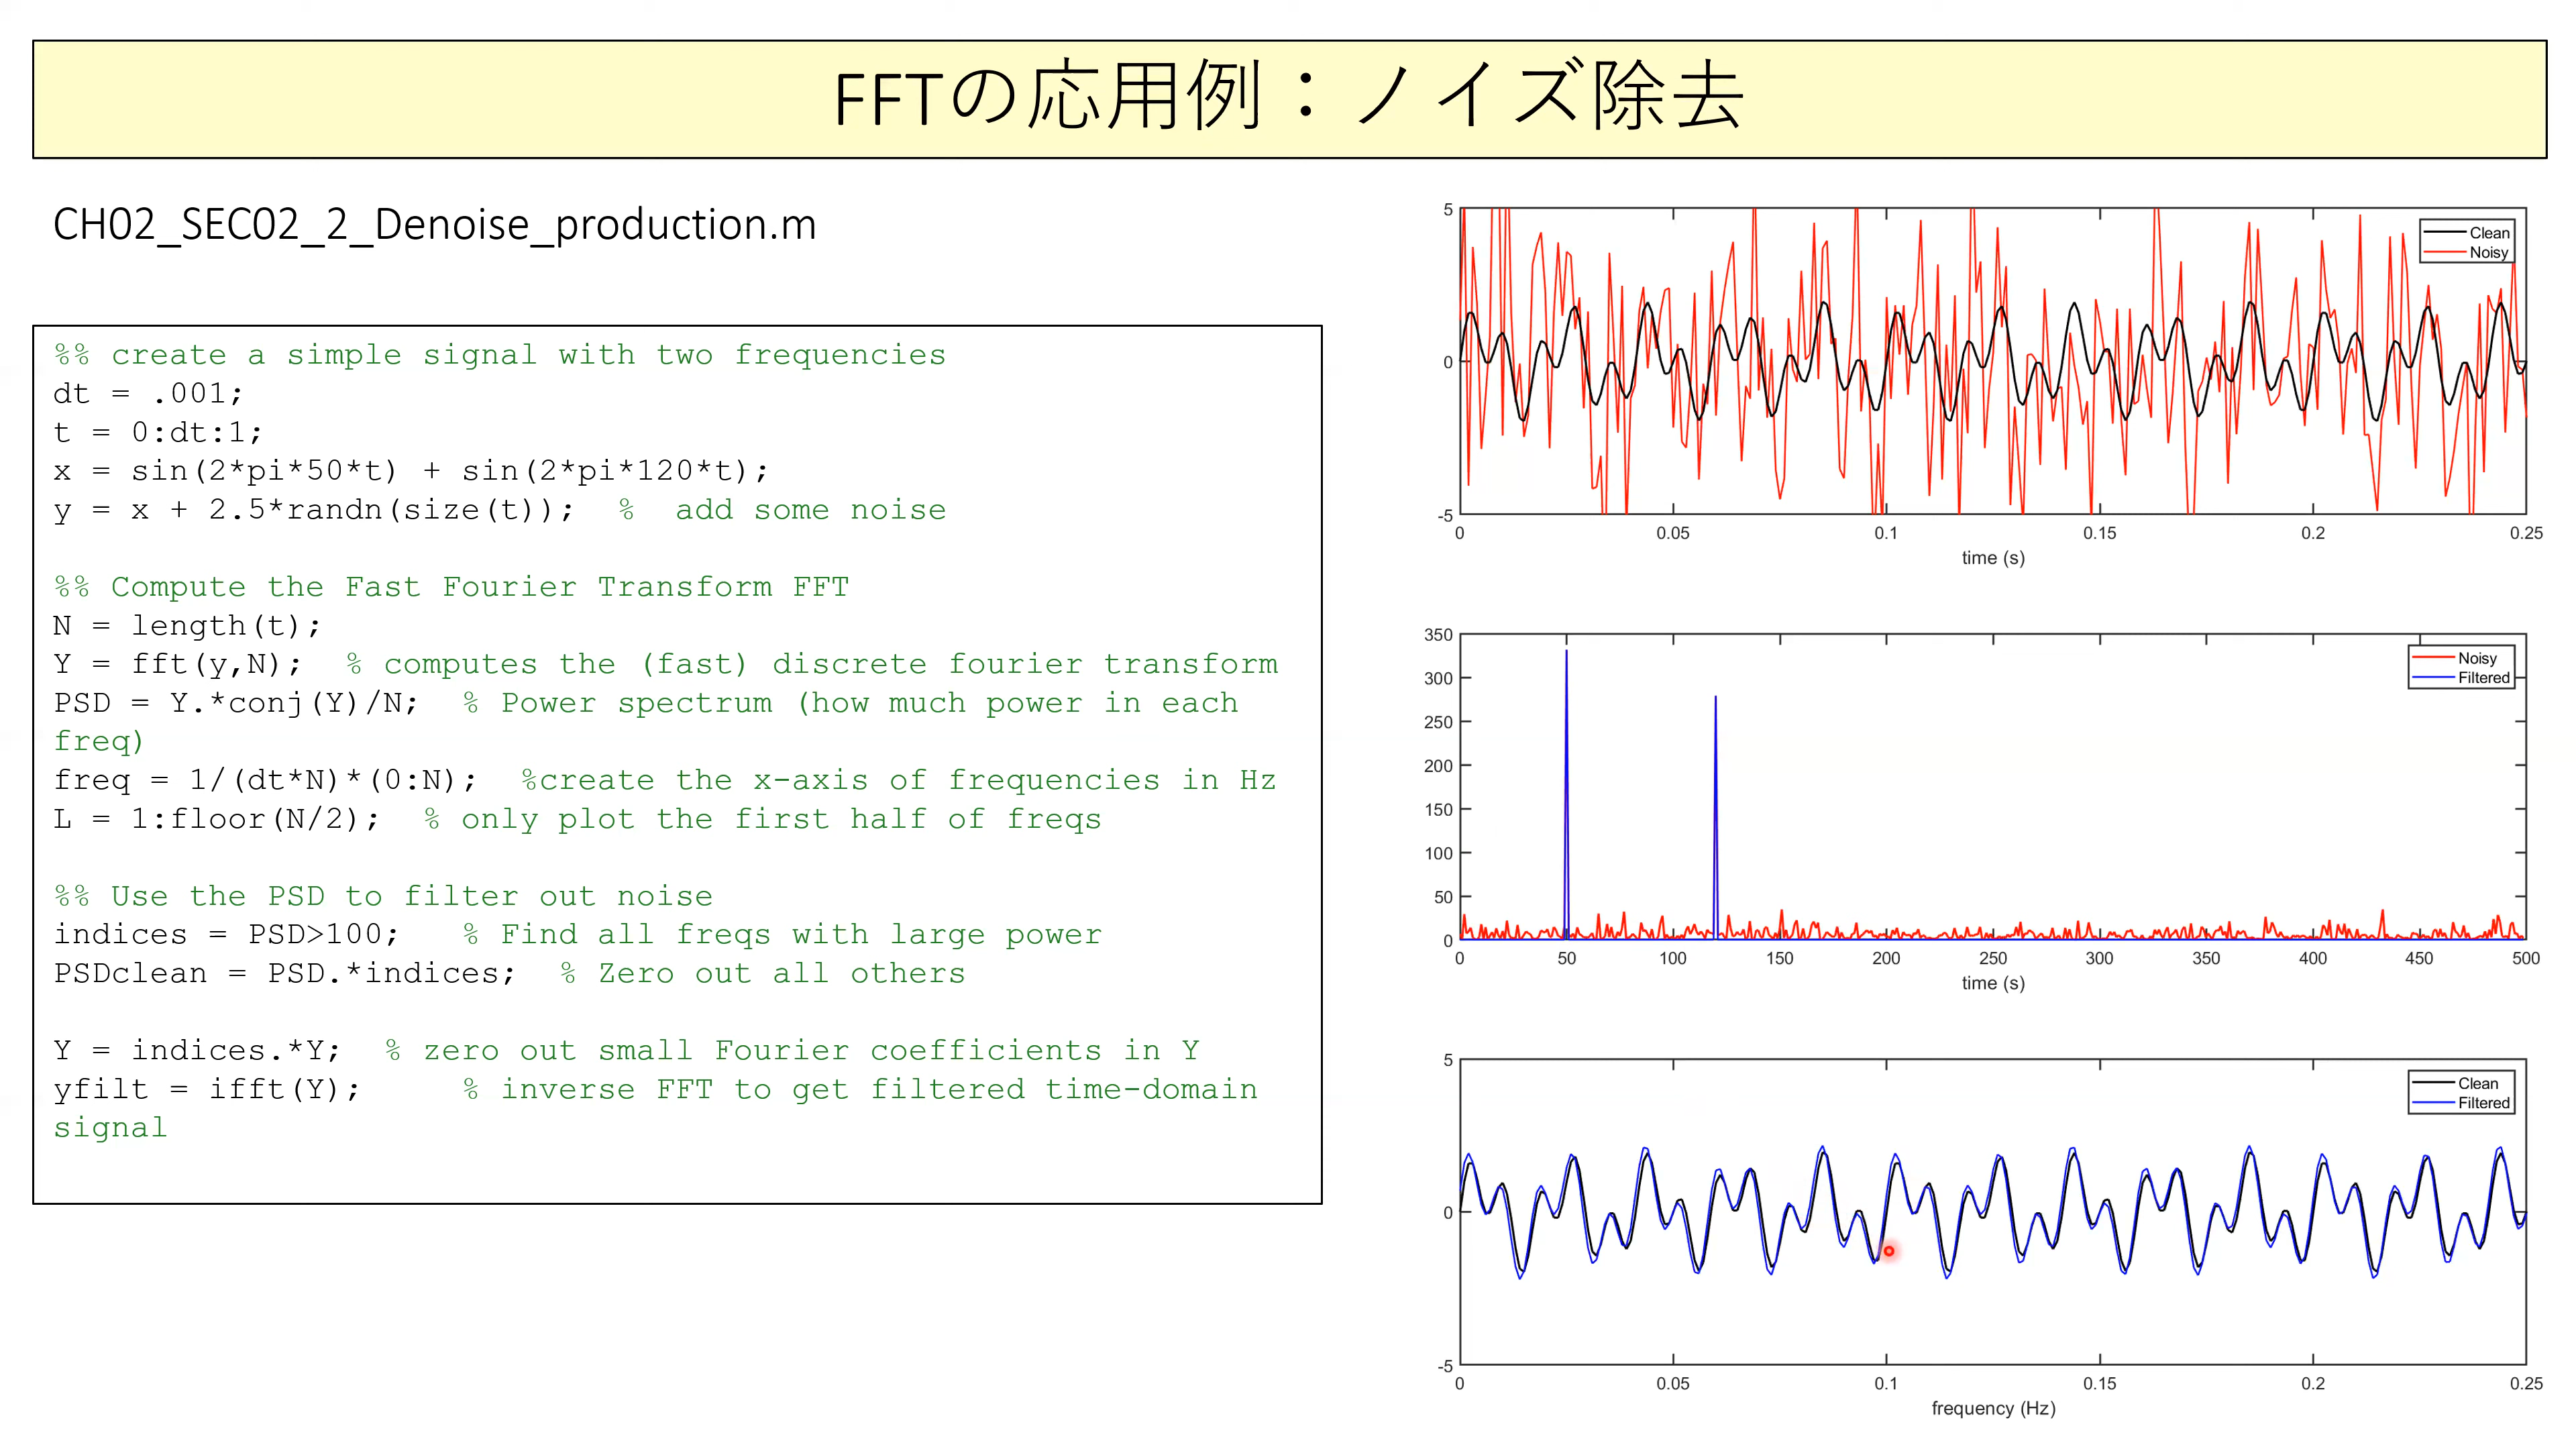 FFTの応用例：ノイズ除去
CH02_SEC02_2_Denoise_production.m
%% create a simple signal with two frequencies
dt = .001;
t = 0:dt:1;
x = sin(2*pi*50*t) + sin(2*pi*120*t);
y = x + 2.5*randn(size(t));  %  add some noise
%% Compute the Fast Fourier Transform FFT
N = length(t);
Y = fft(y,N);  % computes the (fast) discrete fourier transform
PSD = Y.*conj(Y)/N;  % Power spectrum (how much power in each
freq)
freq = 1/(dt*N)*(0:N);  %create the x-axis of frequencies in Hz
L = 1:floor(N/2);  % only plot the first half of freqs
%% Use the PSD to filter out noise
indices = PSD>100;   % Find all freqs with large power
PSDclean = PSD.*indices;  % Zero out all others
Y = indices.*Y;  % zero out small Fourier coefficients in Y
yfilt = ifft(Y);     % inverse FFT to get filtered time-domain
signal
5
0
-5
Clean
Noisy
0 0.05 0.1 0.15 0.2 0.25
time (s)
350
300
250
200
150
100
50
0
Noisy
Filtered
0 50 100 150 200 250 300 350 400 450 500
time (s)
5
0
-5
Clean
Filtered
0 0.05 0.1 0.15 0.2 0.25
frequency (Hz)